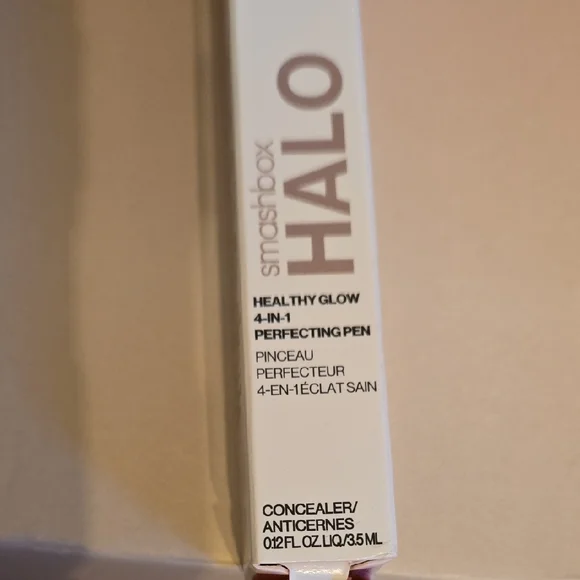 smashbox
HALO
HEALTHY GLOW
4-IN-1
PERFECTING PEN
PINCEAU
PERFECTEUR
4-EN-1ÉCLAT SAIN
CONCEALER/
ANTICERNES
0.12 FL. OZ. LIQ./3.5 ML